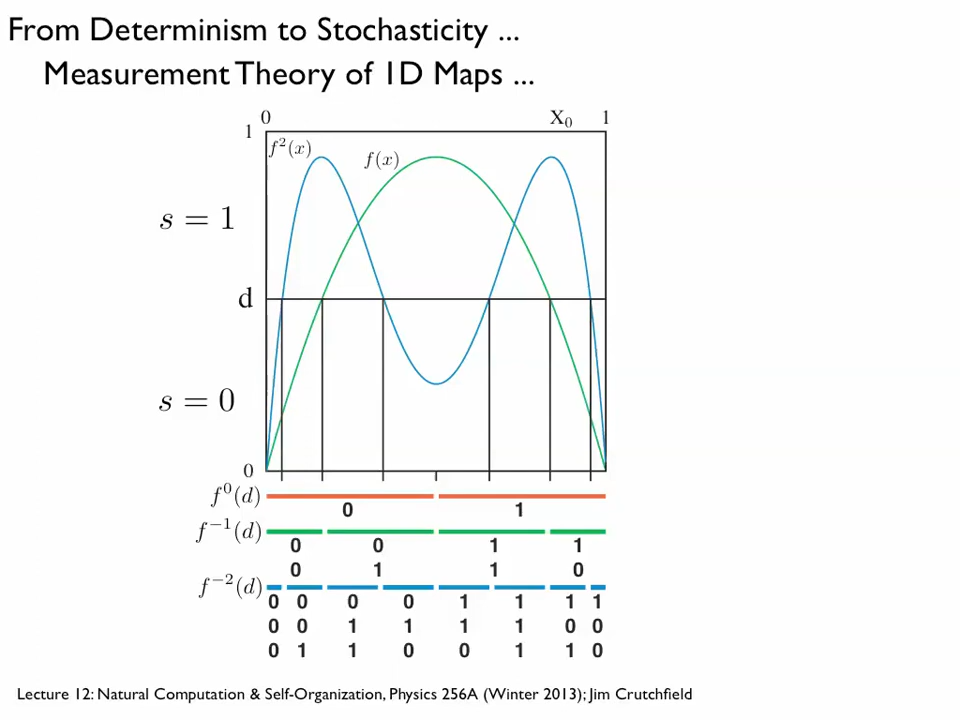 From Determinism to Stochasticity ...
Measurement Theory of 1D Maps ...
0 X₀ 1
1
f²(x) f(x)
s = 1
d
s = 0
0
f⁰(d)
0 1
f⁻¹(d)
0 0 1 1
0 1 1 0
f⁻²(d)
0 0 0 0 1 1 1 1
0 0 1 1 1 1 0 0
0 1 1 0 0 1 1 0
Lecture 12: Natural Computation & Self-Organization, Physics 256A (Winter 2013); Jim Crutchfield